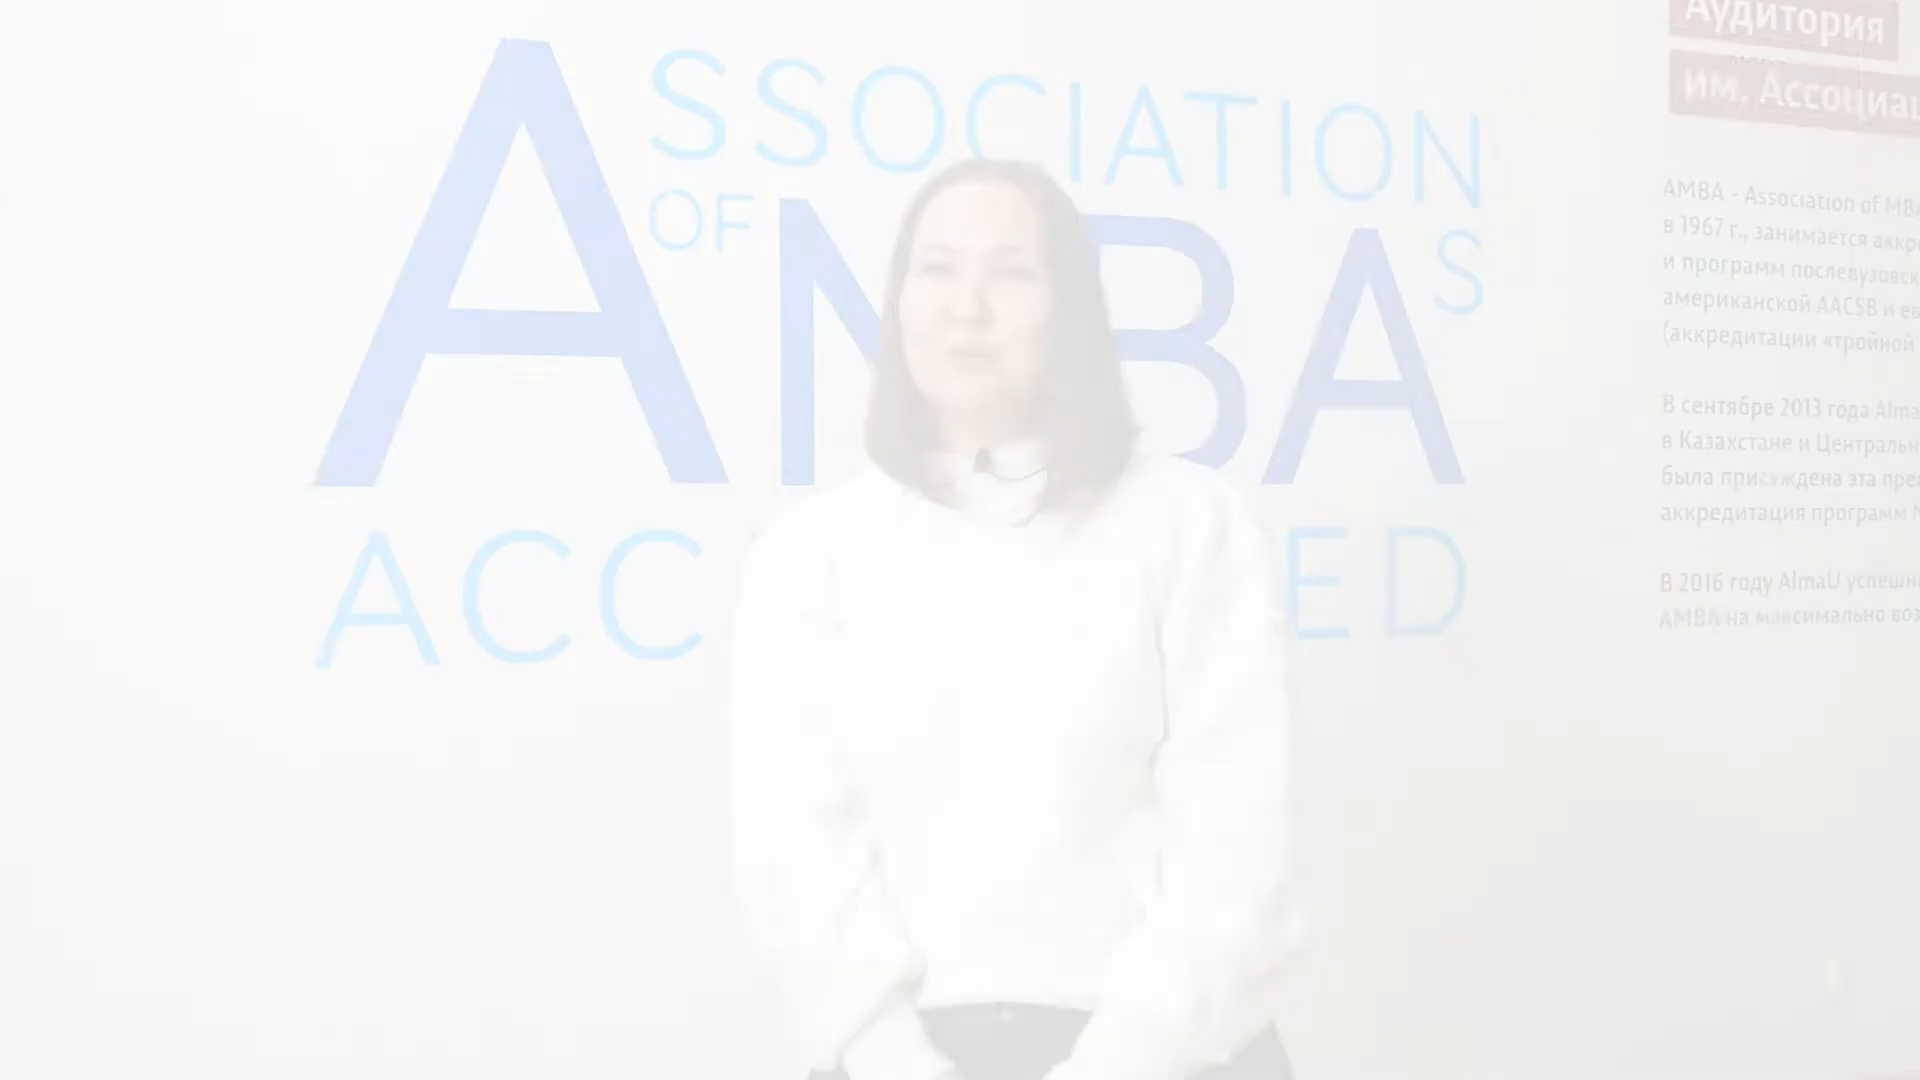 ASSOCIATION
OF MBAS
ACC ED
Аудитория
им. Ассоциац
AMBA - Association of MBA
в 1967 г., занимается аккр
и программ послевузовск
американской AACSB и ев
(аккредитации «тройной
В сентябре 2013 года Alma
в Казахстане и Центральн
была присуждена эта прес
аккредитация программ M
В 2016 году AlmaU успешн
AMBA на максимально воз